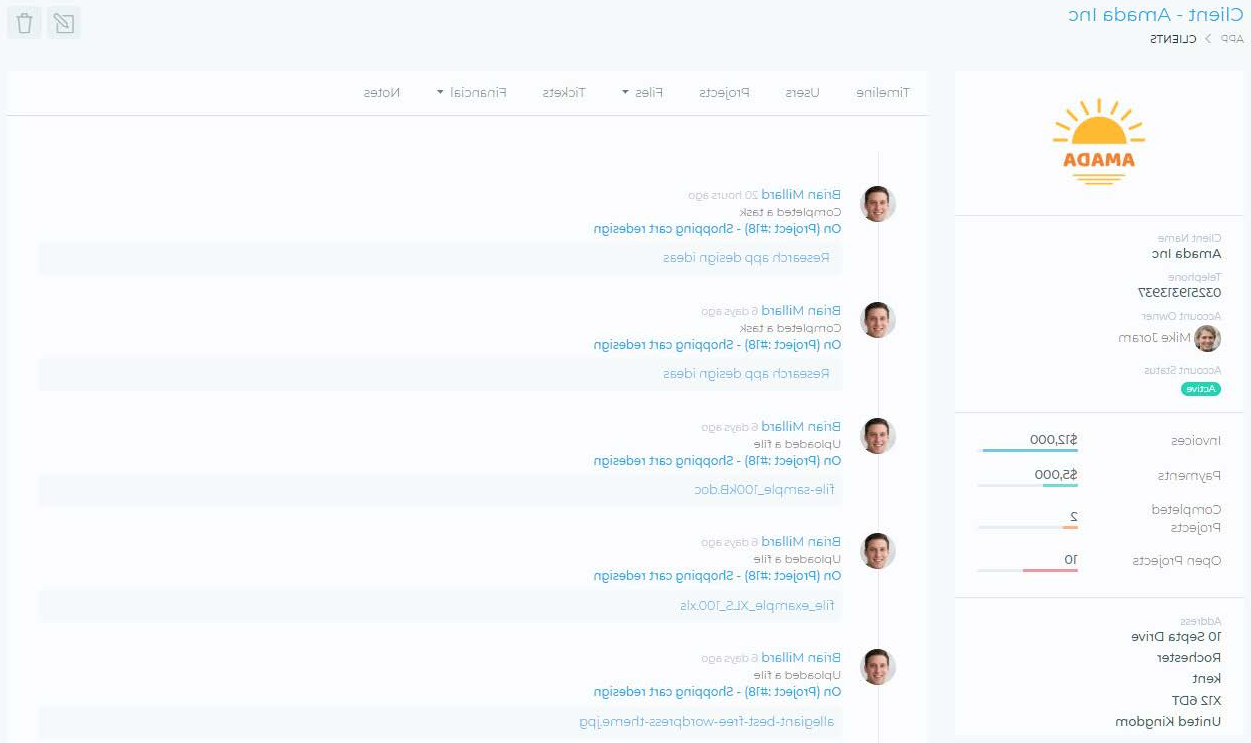 Client - Amada Inc
APP > CLIENTS
AMADA
Client Name
Amada Inc
Telephone
03251931937
Account Owner
Mike Joram
Account Status
Active
Invoices $12,000
Payments $5,000
Completed Projects 2
Open Projects 10
Address
10 Septa Drive
Rochester
kent
X12 6DT
United Kingdom
Timeline Users Projects Files Tickets Financial Notes
Brian Millard 20 hours ago
Completed a task
On (Project :#18) - Shopping cart redesign
Research app design ideas
Brian Millard 6 days ago
Completed a task
On (Project :#18) - Shopping cart redesign
Research app design ideas
Brian Millard 6 days ago
Uploaded a file
On (Project :#18) - Shopping cart redesign
file-sample_100kB.doc
Brian Millard 6 days ago
Uploaded a file
On (Project :#18) - Shopping cart redesign
file_example_XLS_100.xls
Brian Millard 6 days ago
Uploaded a file
On (Project :#18) - Shopping cart redesign
allegiant-best-free-wordpress-theme.jpg